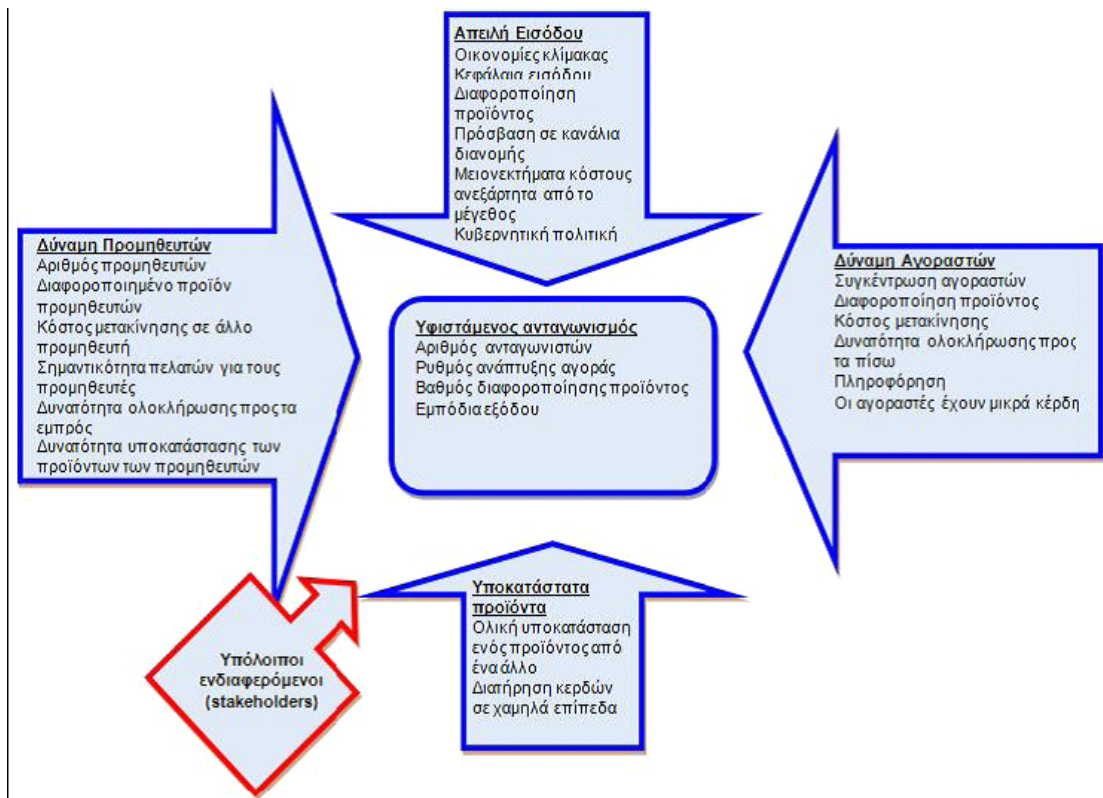 Απειλή Εισόδου
Οικονομίες κλίμακας
Κεφάλαια εισόδου
Διαφοροποίηση
προϊόντος
Πρόσβαση σε κανάλια
διανομής
Μειονεκτήματα κόστους
ανεξάρτητα από το
μέγεθος
Κυβερνητική πολιτική
Δύναμη Προμηθευτών
Αριθμός προμηθευτών
Διαφοροποιημένο προϊόν
προμηθευτών
Κόστος μετακίνησης σε άλλο
προμηθευτή
Σημαντικότητα πελατών για τους
προμηθευτές
Δυνατότητα ολοκλήρωσης προς τα
εμπρός
Δυνατότητα υποκατάστασης των
προϊόντων των προμηθευτών
Υφιστάμενος ανταγωνισμός
Αριθμός ανταγωνιστών
Ρυθμός ανάπτυξης αγοράς
Βαθμός διαφοροποίησης προϊόντος
Εμπόδια εξόδου
Δύναμη Αγοραστών
Συγκέντρωση αγοραστών
Διαφοροποίηση προϊόντος
Κόστος μετακίνησης
Δυνατότητα ολοκλήρωσης προς
τα πίσω
Πληροφόρηση
Οι αγοραστές έχουν μικρά κέρδη
Υποκατάστατα
προϊόντα
Ολική υποκατάσταση
ενός προϊόντος από
ένα άλλο
Διατήρηση κερδών
σε χαμηλά επίπεδα
Υπόλοιποι
ενδιαφερόμενοι
(stakeholders)